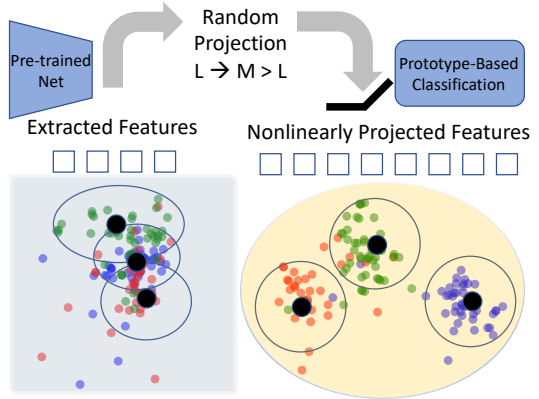 Pre-trained
Net
Random
Projection
L → M > L
Prototype-Based
Classification
Extracted Features
Nonlinearly Projected Features